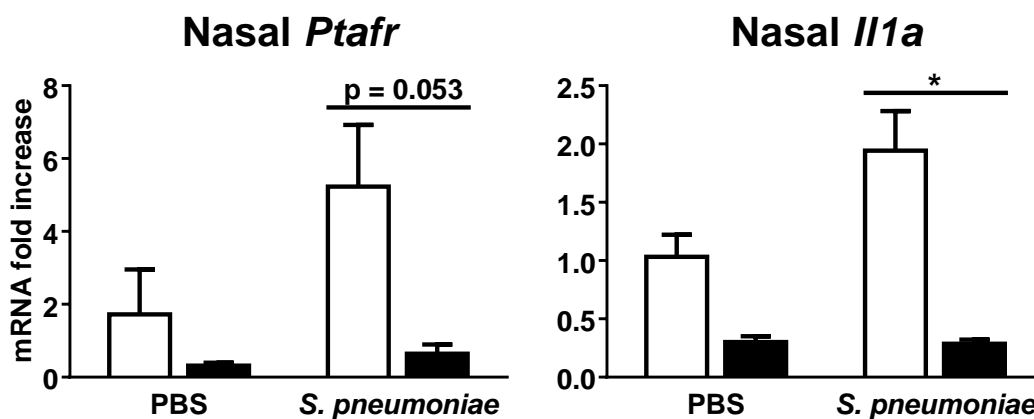 Nasal Ptafr
mRNA fold increase
8
6
4
2
0
p = 0.053
PBS
S. pneumoniae
Nasal Il1a
2.5
2.0
1.5
1.0
0.5
0.0
*
PBS
S. pneumoniae